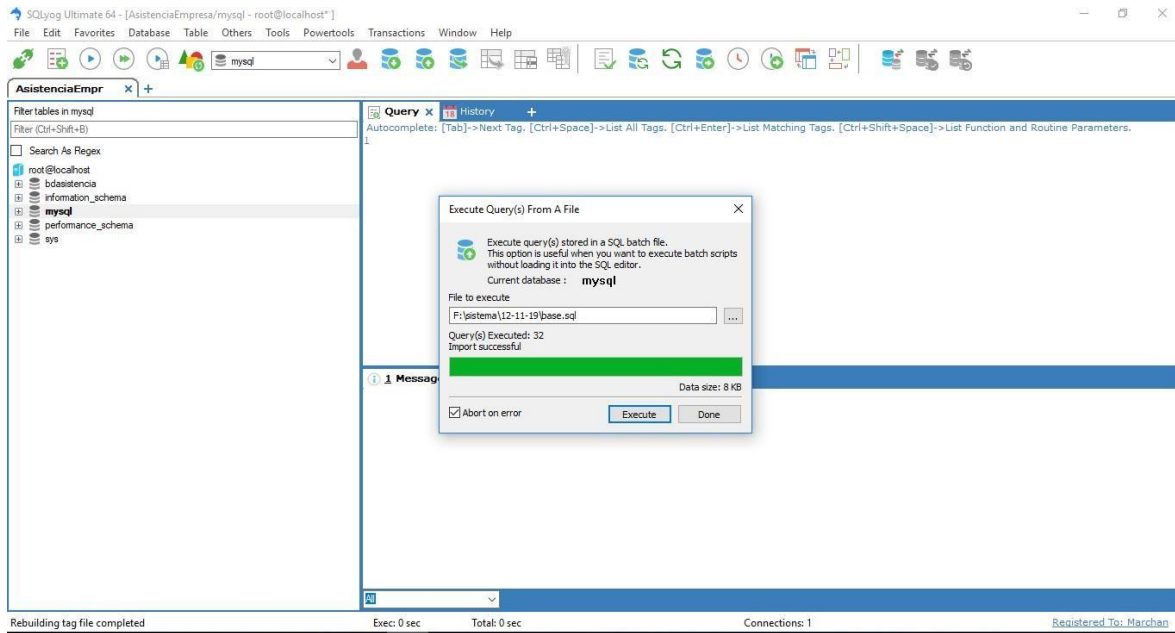 SQLyog Ultimate 64 - [AsistenciaEmpresa/mysql - root@localhost* ]
File Edit Favorites Database Table Others Tools Powertools Transactions Window Help
mysql
AsistenciaEmpr x +
Filter tables in mysql
Filter (Ctrl+Shift+B)
Search As Regex
root@localhost
bdasistencia
information_schema
mysql
performance_schema
sys
Query x 18 History +
Autocomplete: [Tab]->Next Tag. [Ctrl+Space]->List All Tags. [Ctrl+Enter]->List Matching Tags. [Ctrl+Shift+Space]->List Function and Routine Parameters.
1
Execute Query(s) From A File
Execute query(s) stored in a SQL batch file.
This option is useful when you want to execute batch scripts
without loading it into the SQL editor.
Current database : mysql
File to execute
F:\sistema\12-11-19\base.sql
...
Query(s) Executed: 32
Import successful
Data size: 8 KB
Abort on error
Execute
Done
1 Messag
All
Rebuilding tag file completed
Exec: 0 sec
Total: 0 sec
Connections: 1
Registered To: Marchan